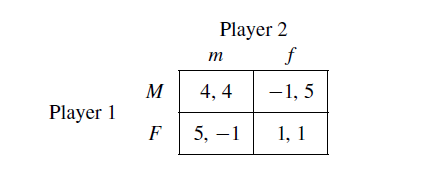 Player 2
m f
M 4, 4 −1, 5
Player 1
F 5, −1 1, 1